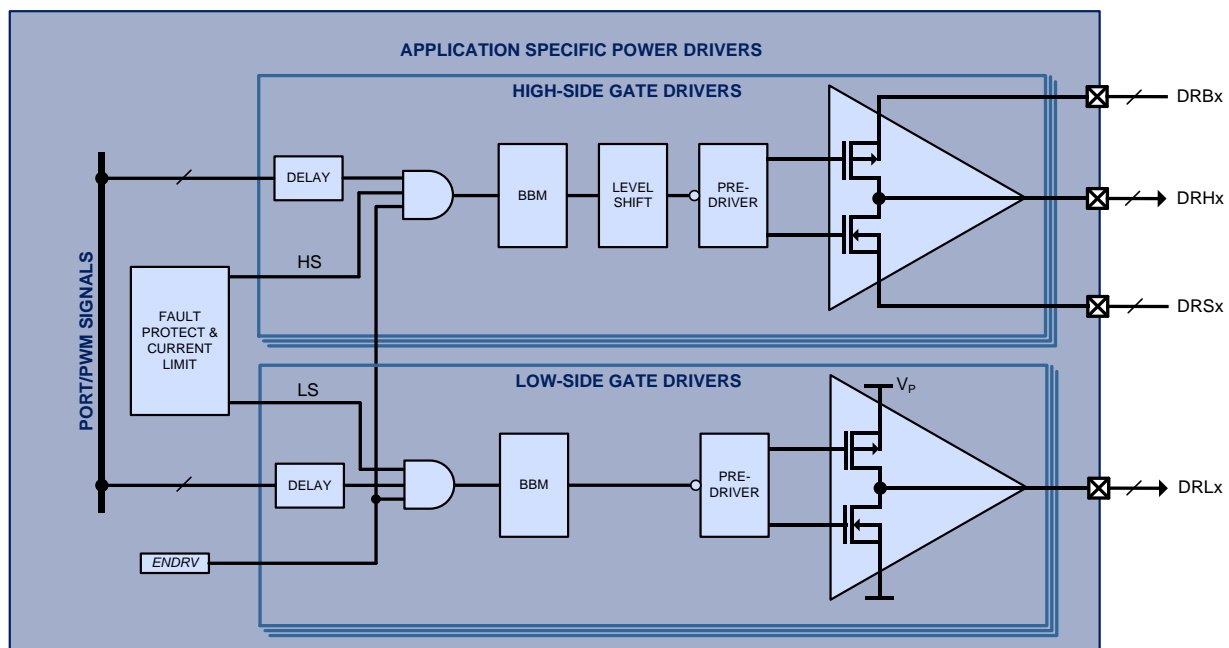 APPLICATION SPECIFIC POWER DRIVERS
HIGH-SIDE GATE DRIVERS
DRBx
DELAY
BBM
LEVEL
SHIFT
PRE-
DRIVER
DRHx
HS
PORT/PWM SIGNALS
FAULT
PROTECT &
CURRENT
LIMIT
DRSx
LOW-SIDE GATE DRIVERS
LS
VP
DELAY
BBM
PRE-
DRIVER
DRLx
ENDRV